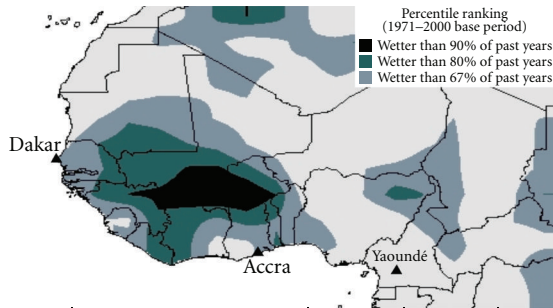 Percentile ranking
(1971–2000 base period)
Wetter than 90% of past years
Wetter than 80% of past years
Wetter than 67% of past years
Dakar
Yaoundé
Accra